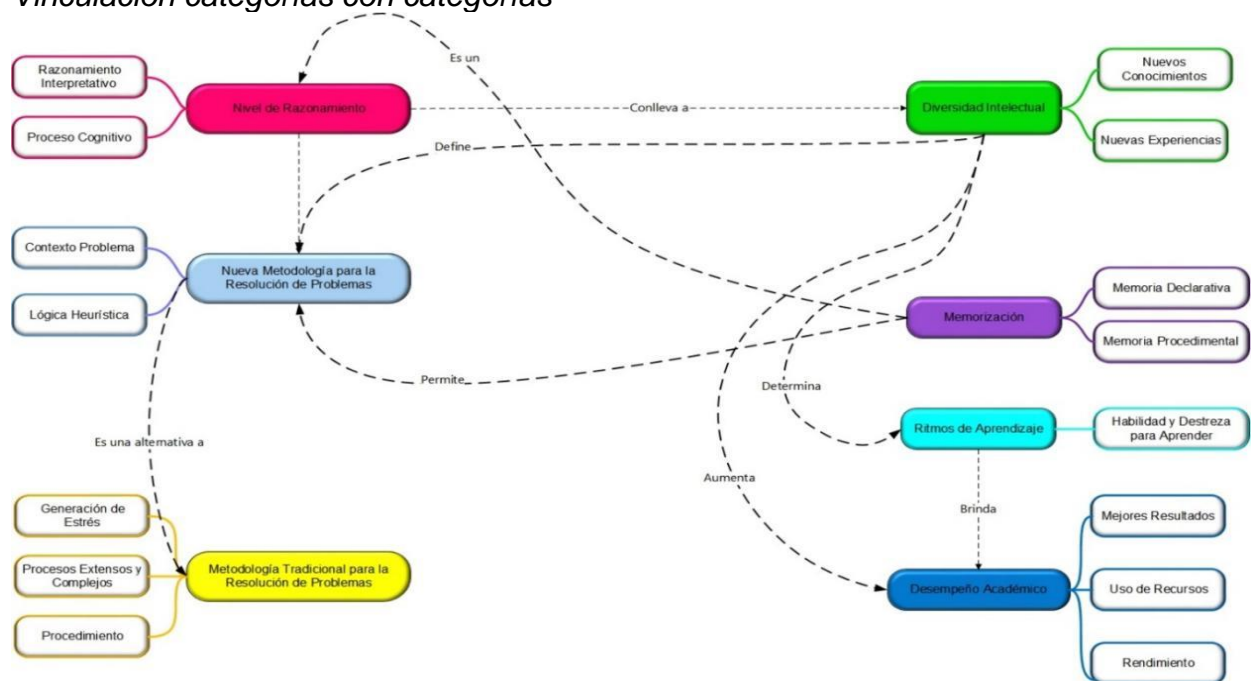 Vinculación categorías con categorías
Es un
Razonamiento
Interpretativo
Proceso Cognitivo
Nivel de Razonamiento
Conlleva a
Diversidad Intelectual
Nuevos
Conocimientos
Nuevas Experiencias
Define
Contexto Problema
Lógica Heurística
Nueva Metodología para la
Resolución de Problemas
Memorización
Memoria Declarativa
Memoria Procedimental
Permite
Determina
Es una alternativa a
Ritmos de Aprendizaje
Habilidad y Destreza
para Aprender
Aumenta
Brinda
Generación de
Estrés
Procesos Extensos y
Complejos
Procedimiento
Metodología Tradicional para la
Resolución de Problemas
Desempeño Académico
Mejores Resultados
Uso de Recursos
Rendimiento